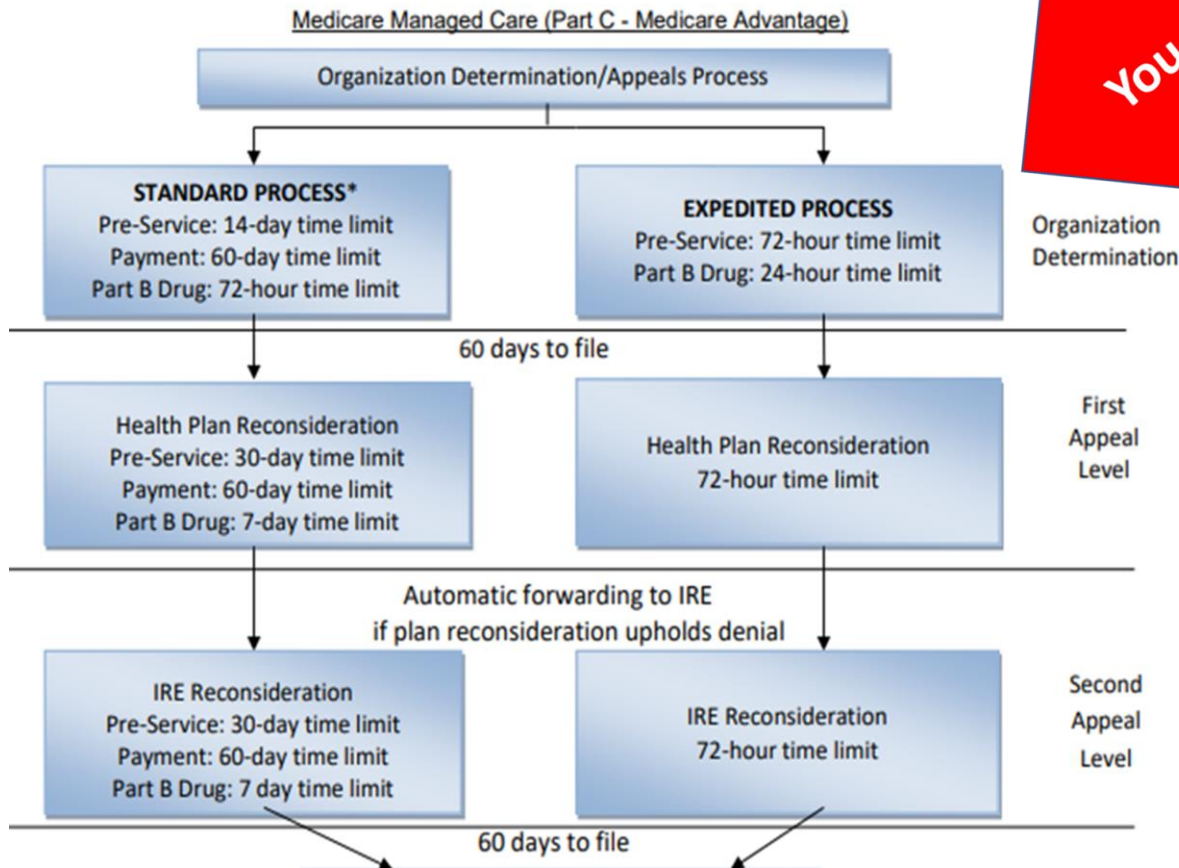 Medicare Managed Care (Part C - Medicare Advantage)
You
Organization Determination/Appeals Process
STANDARD PROCESS*
Pre-Service: 14-day time limit
Payment: 60-day time limit
Part B Drug: 72-hour time limit
EXPEDITED PROCESS
Pre-Service: 72-hour time limit
Part B Drug: 24-hour time limit
Organization
Determination
60 days to file
Health Plan Reconsideration
Pre-Service: 30-day time limit
Payment: 60-day time limit
Part B Drug: 7-day time limit
Health Plan Reconsideration
72-hour time limit
First
Appeal
Level
Automatic forwarding to IRE
if plan reconsideration upholds denial
IRE Reconsideration
Pre-Service: 30-day time limit
Payment: 60-day time limit
Part B Drug: 7 day time limit
IRE Reconsideration
72-hour time limit
Second
Appeal
Level
60 days to file